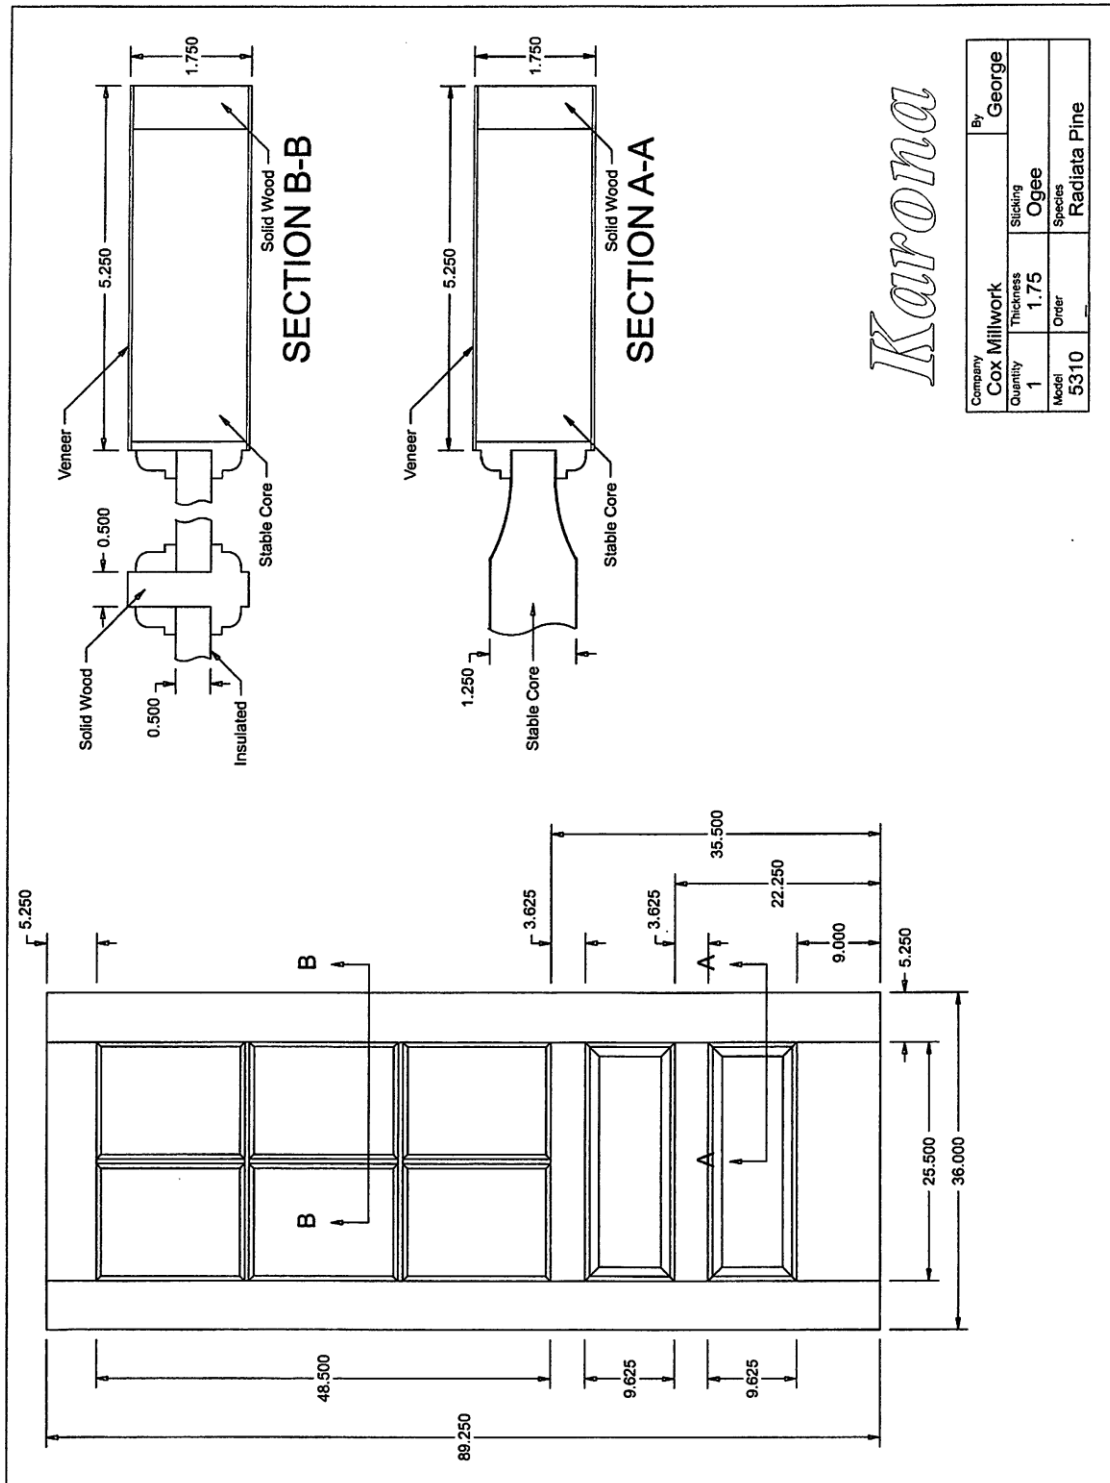 Veneer
5.250
1.750
0.500
Solid Wood
0.500
Insulated
Stable Core
Solid Wood
SECTION B-B
Veneer
5.250
1.750
1.250
Stable Core
Stable Core
Solid Wood
SECTION A-A
5.250
B
B
3.625
3.625
A
A
35.500
22.250
9.000
5.250
48.500
89.250
9.625
9.625
25.500
36.000
Karona
Company
Cox Millwork
By
George
Quantity
1
Thickness
1.75
Sticking
Ogee
Model
5310
Order
_
Species
Radiata Pine